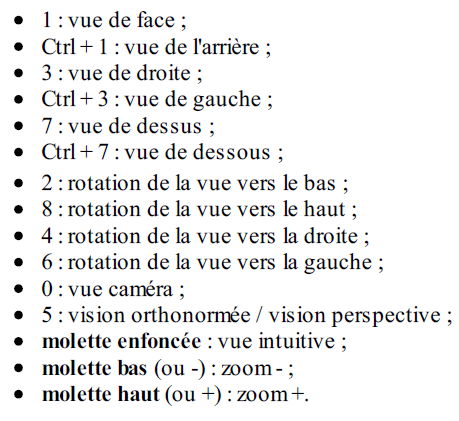 • 1 : vue de face ;
• Ctrl + 1 : vue de l'arrière ;
• 3 : vue de droite ;
• Ctrl + 3 : vue de gauche ;
• 7 : vue de dessus ;
• Ctrl + 7 : vue de dessous ;
• 2 : rotation de la vue vers le bas ;
• 8 : rotation de la vue vers le haut ;
• 4 : rotation de la vue vers la droite ;
• 6 : rotation de la vue vers la gauche ;
• 0 : vue caméra ;
• 5 : vision orthonormée / vision perspective ;
• molette enfoncée : vue intuitive ;
• molette bas (ou -) : zoom - ;
• molette haut (ou +) : zoom +.